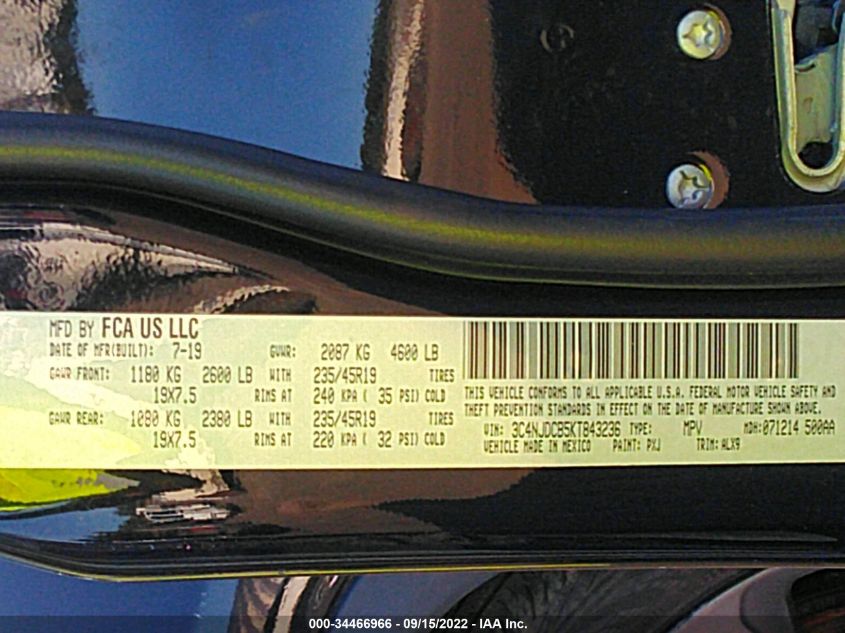 MFD BY FCA US LLC
DATE OF MFR(BUILT): 7-19 GVWR: 2087 KG 4600 LB
GAWR FRONT: 1180 KG 2600 LB WITH 235/45R19 TIRES
19X7.5 RIMS AT 240 KPA ( 35 PSI) COLD
GAWR REAR: 1080 KG 2380 LB WITH 235/45R19 TIRES
19X7.5 RIMS AT 220 KPA ( 32 PSI) COLD
THIS VEHICLE CONFORMS TO ALL APPLICABLE U.S.A. FEDERAL MOTOR VEHICLE SAFETY AND
THEFT PREVENTION STANDARDS IN EFFECT ON THE DATE OF MANUFACTURE SHOWN ABOVE.
VIN: 3C4NJDCB5KT843236 TYPE: MPV MDH:071214 500AA
VEHICLE MADE IN MEXICO PAINT: PXJ TRIM: ALX9
000-34466966 - 09/15/2022 - IAA Inc.